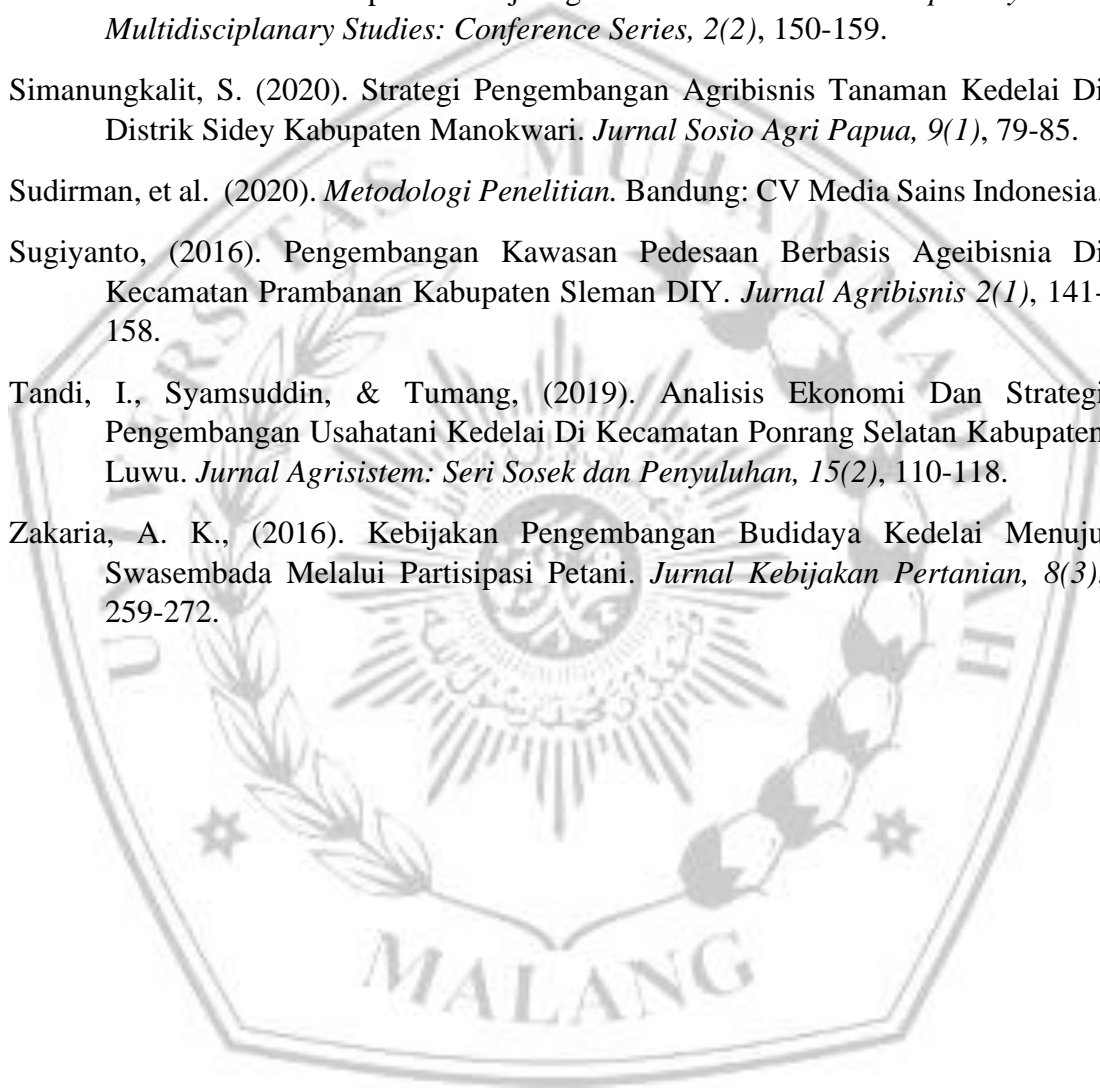 Multidisciplanary Studies: Conference Series, 2(2), 150-159.
Simanungkalit, S. (2020). Strategi Pengembangan Agribisnis Tanaman Kedelai Di
Distrik Sidey Kabupaten Manokwari. Jurnal Sosio Agri Papua, 9(1), 79-85.
Sudirman, et al. (2020). Metodologi Penelitian. Bandung: CV Media Sains Indonesia.
Sugiyanto, (2016). Pengembangan Kawasan Pedesaan Berbasis Ageibisnia Di
Kecamatan Prambanan Kabupaten Sleman DIY. Jurnal Agribisnis 2(1), 141-
158.
Tandi, I., Syamsuddin, & Tumang, (2019). Analisis Ekonomi Dan Strategi
Pengembangan Usahatani Kedelai Di Kecamatan Ponrang Selatan Kabupaten
Luwu. Jurnal Agrisistem: Seri Sosek dan Penyuluhan, 15(2), 110-118.
Zakaria, A. K., (2016). Kebijakan Pengembangan Budidaya Kedelai Menuju
Swasembada Melalui Partisipasi Petani. Jurnal Kebijakan Pertanian, 8(3),
259-272.
UNIVERSITAS MUHAMMADIYAH
MALANG